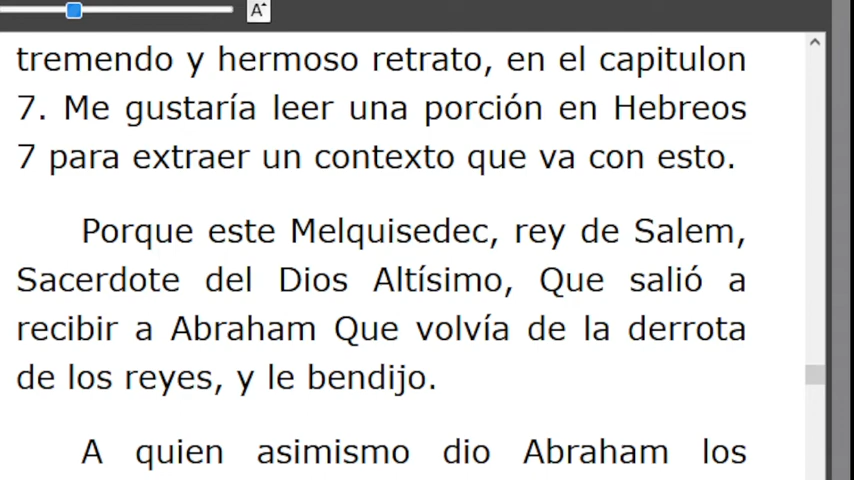 A
tremendo y hermoso retrato, en el capitulon
7. Me gustaría leer una porción en Hebreos
7 para extraer un contexto que va con esto.
Porque este Melquisedec, rey de Salem,
Sacerdote del Dios Altísimo, Que salió a
recibir a Abraham Que volvía de la derrota
de los reyes, y le bendijo.
A quien asimismo dio Abraham los